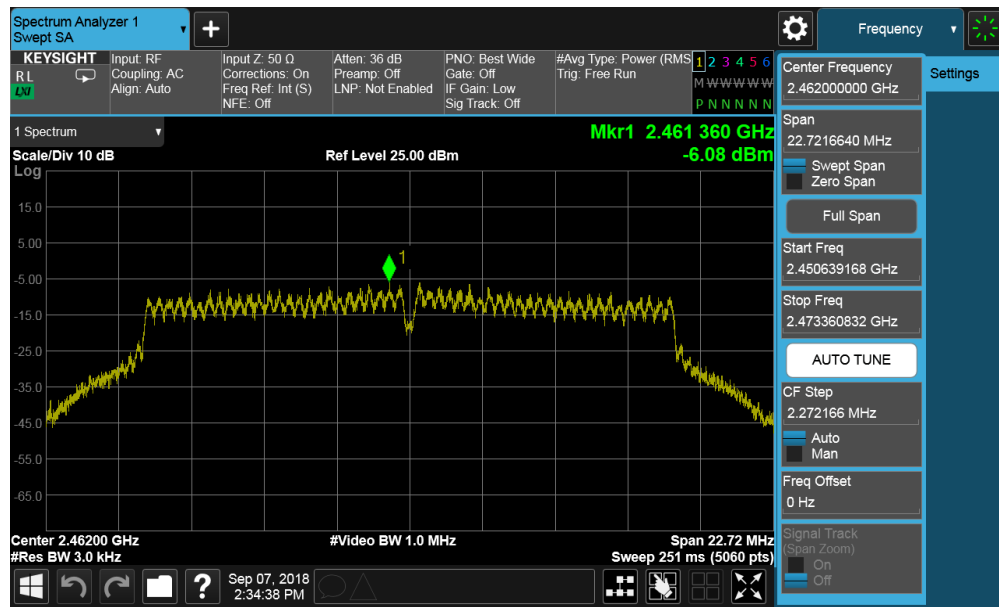 Spectrum Analyzer 1
Swept SA
+
Frequency
KEYSIGHT
R L
LXI
Input: RF
Coupling: AC
Align: Auto
Input Z: 50 Ω
Corrections: On
Freq Ref: Int (S)
NFE: Off
Atten: 36 dB
Preamp: Off
LNP: Not Enabled
PNO: Best Wide
Gate: Off
IF Gain: Low
Sig Track: Off
#Avg Type: Power (RMS
Trig: Free Run
1 2 3 4 5 6
M W W W W W
P N N N N N
1 Spectrum
Mkr1 2.461 360 GHz
-6.08 dBm
Scale/Div 10 dB
Ref Level 25.00 dBm
Log
15.0
5.00
-5.00
-15.0
-25.0
-35.0
-45.0
-55.0
-65.0
1
Center 2.46200 GHz
#Video BW 1.0 MHz
Span 22.72 MHz
#Res BW 3.0 kHz
Sweep 251 ms (5060 pts)
Center Frequency
2.462000000 GHz
Settings
Span
22.7216640 MHz
Swept Span
Zero Span
Full Span
Start Freq
2.450639168 GHz
Stop Freq
2.473360832 GHz
AUTO TUNE
CF Step
2.272166 MHz
Auto
Man
Freq Offset
0 Hz
Signal Track
(Span Zoom)
On
Off
?
Sep 07, 2018
2:34:38 PM